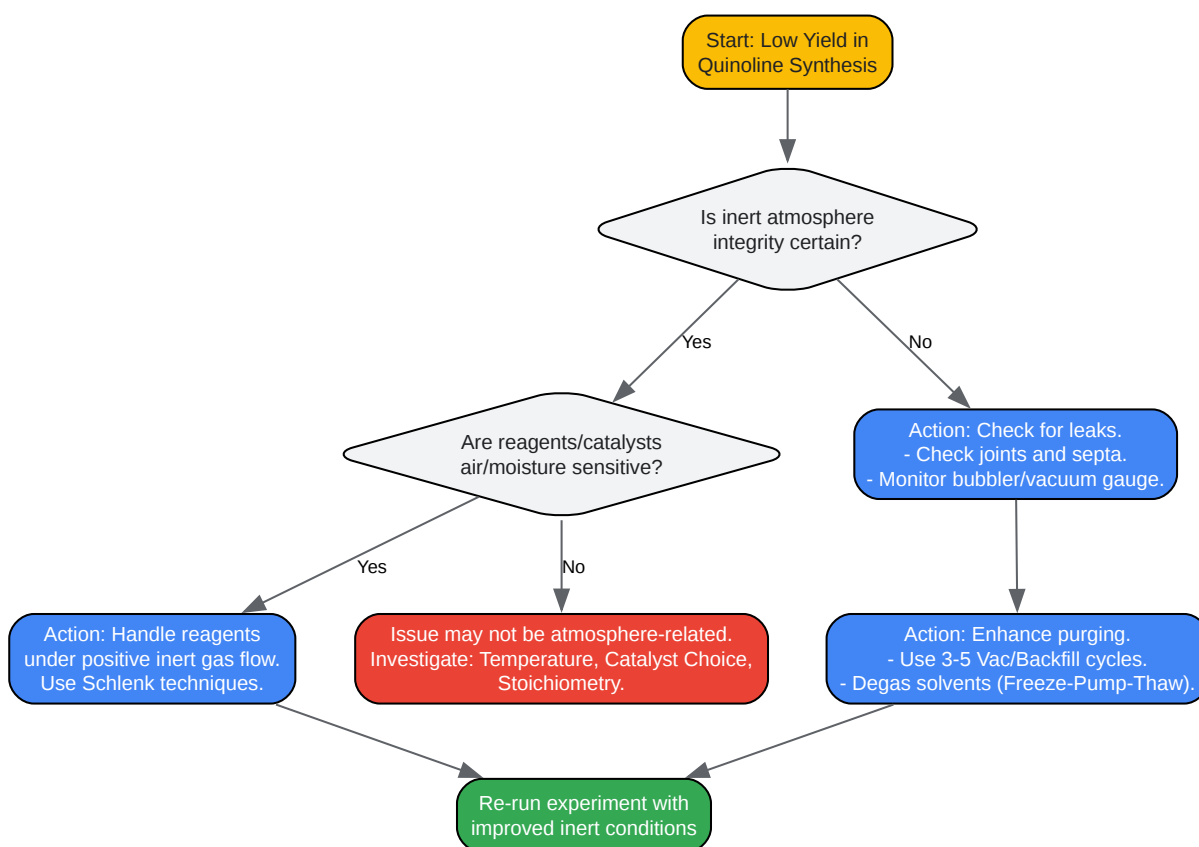 Start: Low Yield in
Quinoline Synthesis
Is inert atmosphere
integrity certain?
Yes
No
Are reagents/catalysts
air/moisture sensitive?
Action: Check for leaks.
- Check joints and septa.
- Monitor bubbler/vacuum gauge.
Yes
No
Action: Handle reagents
under positive inert gas flow.
Use Schlenk techniques.
Issue may not be atmosphere-related.
Investigate: Temperature, Catalyst Choice,
Stoichiometry.
Action: Enhance purging.
- Use 3-5 Vac/Backfill cycles.
- Degas solvents (Freeze-Pump-Thaw).
Re-run experiment with
improved inert conditions